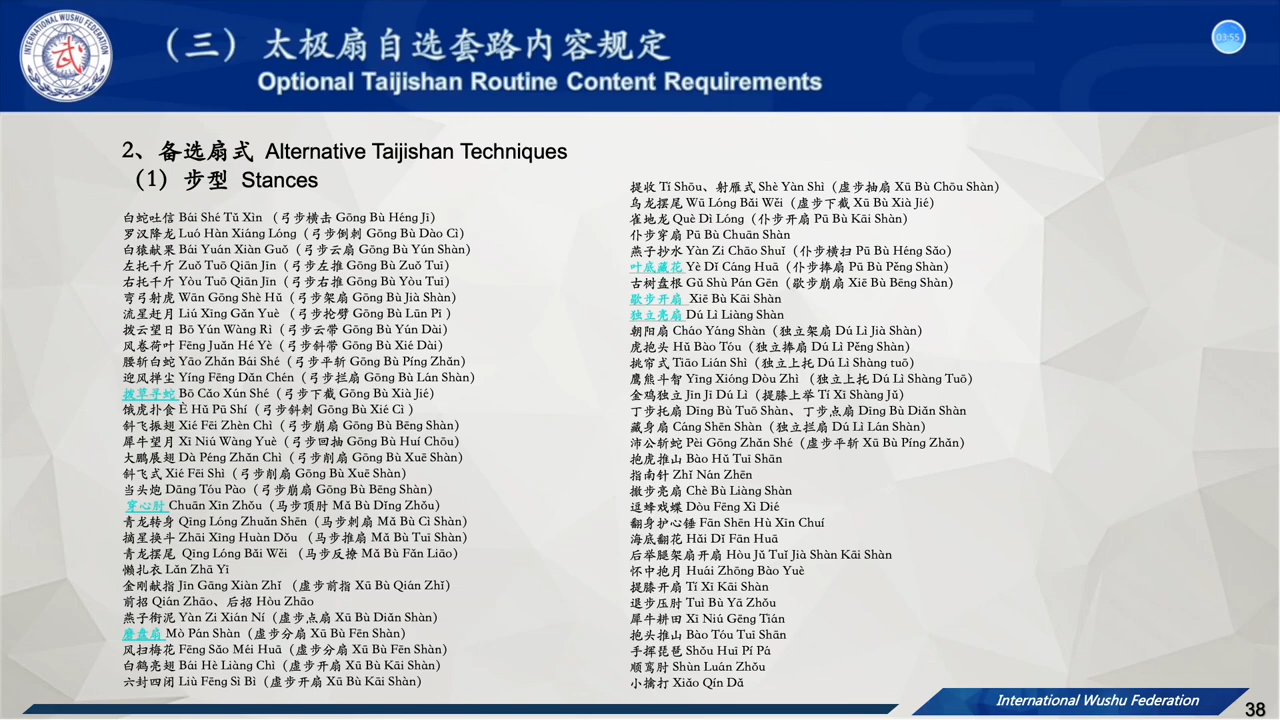 INTERNATIONAL WUSHU FEDERATION
（三）太极扇自选套路内容规定
Optional Taijishan Routine Content Requirements
03:55
2、备选扇式 Alternative Taijishan Techniques
（1）步型 Stances
白蛇吐信 Bái Shé Tǔ Xìn （弓步横击 Gōng Bù Héng Jī）
罗汉降龙 Luó Hàn Xiáng Lóng（弓步倒刺 Gōng Bù Dào Cì）
白猿献果 Bái Yuán Xiàn Guǒ（弓步云扇 Gōng Bù Yún Shàn）
左托千斤 Zuǒ Tuō Qiān Jīn（弓步左推 Gōng Bù Zuǒ Tuī）
右托千斤 Yòu Tuō Qiān Jīn（弓步右推 Gōng Bù Yòu Tuī）
弯弓射虎 Wān Gōng Shè Hǔ（弓步架扇 Gōng Bù Jià Shàn）
流星赶月 Liú Xīng Gǎn Yuè （弓步抡劈 Gōng Bù Lūn Pī ）
拨云望日 Bō Yún Wàng Rì（弓步云带 Gōng Bù Yún Dài）
风卷荷叶 Fēng Juǎn Hé Yè（弓步斜带 Gōng Bù Xié Dài）
腰斩白蛇 Yāo Zhǎn Bái Shé（弓步平斩 Gōng Bù Píng Zhǎn）
迎风掸尘 Yíng Fēng Dǎn Chén（弓步拦扇 Gōng Bù Lán Shàn）
拨草寻蛇 Bō Cǎo Xún Shé（弓步下截 Gōng Bù Xià Jié）
饿虎扑食 È Hǔ Pū Shí（弓步斜刺 Gōng Bù Xié Cì ）
斜飞振翅 Xié Fēi Zhèn Chì（弓步崩扇 Gōng Bù Bēng Shàn）
犀牛望月 Xī Niú Wàng Yuè（弓步回抽 Gōng Bù Huí Chōu）
大鹏展翅 Dà Péng Zhǎn Chì（弓步削扇 Gōng Bù Xuē Shàn）
斜飞式 Xié Fēi Shì（弓步削扇 Gōng Bù Xuē Shàn）
当头炮 Dāng Tóu Pào（弓步崩扇 Gōng Bù Bēng Shàn）
穿心肘 Chuān Xīn Zhǒu（马步顶肘 Mǎ Bù Dǐng Zhǒu）
青龙转身 Qīng Lóng Zhuǎn Shēn（马步刺扇 Mǎ Bù Cì Shàn）
摘星换斗 Zhāi Xīng Huàn Dǒu（马步推扇 Mǎ Bù Tuī Shàn）
青龙摆尾 Qīng Lóng Bǎi Wěi（马步反撩 Mǎ Bù Fǎn Liāo）
懒扎衣 Lǎn Zhā Yī
金刚献指 Jīn Gāng Xiàn Zhǐ （虚步前指 Xū Bù Qián Zhǐ）
前招 Qián Zhāo、后招 Hòu Zhāo
燕子衔泥 Yàn Zi Xián Ní（虚步点扇 Xū Bù Diǎn Shàn）
磨盘扇 Mò Pán Shàn（虚步分扇 Xū Bù Fēn Shàn）
风扫梅花 Fēng Sǎo Méi Huā（虚步分扇 Xū Bù Fēn Shàn）
白鹤亮翅 Bái Hè Liàng Chì（虚步开扇 Xū Bù Kāi Shàn）
六封四闭 Liù Fēng Sì Bì（虚步开扇 Xū Bù Kāi Shàn）
提收 Tí Shōu、射雁式 Shè Yàn Shì（虚步抽扇 Xū Bù Chōu Shàn）
乌龙摆尾 Wū Lóng Bǎi Wěi（虚步下截 Xū Bù Xià Jié）
雀地龙 Què Dì Lóng（仆步开扇 Pū Bù Kāi Shàn）
仆步穿扇 Pū Bù Chuān Shàn
燕子抄水 Yàn Zi Chāo Shuǐ（仆步横扫 Pū Bù Héng Sǎo）
叶底藏花 Yè Dǐ Cáng Huā（仆步捧扇 Pū Bù Pěng Shàn）
古树盘根 Gǔ Shù Pán Gēn（歇步崩扇 Xiē Bù Bēng Shàn）
歇步开扇 Xiē Bù Kāi Shàn
独立亮扇 Dú Lì Liàng Shàn
朝阳扇 Cháo Yáng Shàn（独立架扇 Dú Lì Jià Shàn）
虎抱头 Hǔ Bào Tóu（独立捧扇 Dú Lì Pěng Shàn）
挑帘式 Tiāo Lián Shì（独立上托 Dú Lì Shàng tuō）
鹰熊斗智 Yīng Xióng Dòu Zhì （独立上托 Dú Lì Shàng Tuō）
金鸡独立 Jīn Jī Dú Lì（提膝上举 Tí Xī Shàng Jǔ）
丁步托扇 Dīng Bù Tuō Shàn、丁步点扇 Dīng Bù Diǎn Shàn
藏身扇 Cáng Shēn Shàn（独立拦扇 Dú Lì Lán Shàn）
沛公斩蛇 Pèi Gōng Zhǎn Shé（虚步平斩 Xū Bù Píng Zhǎn）
抱虎推山 Bào Hǔ Tuī Shān
指南针 Zhǐ Nán Zhēn
撤步亮扇 Chè Bù Liàng Shàn
逗蜂戏蝶 Dòu Fēng Xì Dié
翻身护心锤 Fān Shēn Hù Xīn Chuí
海底翻花 Hǎi Dǐ Fān Huā
后举腿架扇开扇 Hòu Jǔ Tuǐ Jià Shàn Kāi Shàn
怀中抱月 Huái Zhōng Bào Yuè
提膝开扇 Tí Xī Kāi Shàn
退步压肘 Tuì Bù Yā Zhǒu
犀牛耕田 Xī Niú Gēng Tián
抱头推山 Bào Tóu Tuī Shān
手挥琵琶 Shǒu Huī Pí Pá
顺鸾肘 Shùn Luán Zhǒu
小擒打 Xiǎo Qín Dǎ
International Wushu Federation
38